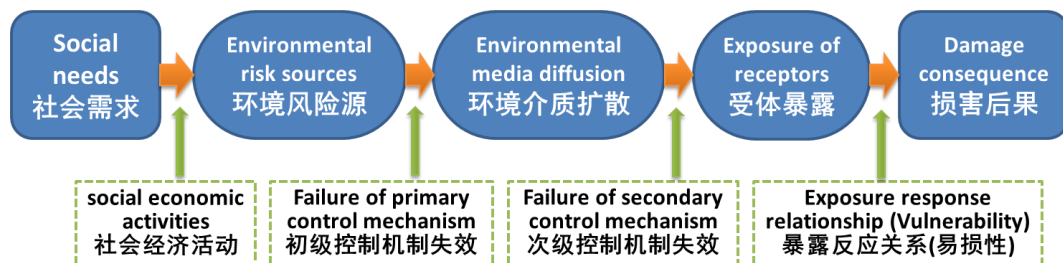 Social
needs
社会需求
Environmental
risk sources
环境风险源
Environmental
media diffusion
环境介质扩散
Exposure of
receptors
受体暴露
Damage
consequence
损害后果
social economic
activities
社会经济活动
Failure of primary
control mechanism
初级控制机制失效
Failure of secondary
control mechanism
次级控制机制失效
Exposure response
relationship (Vulnerability)
暴露反应关系(易损性)